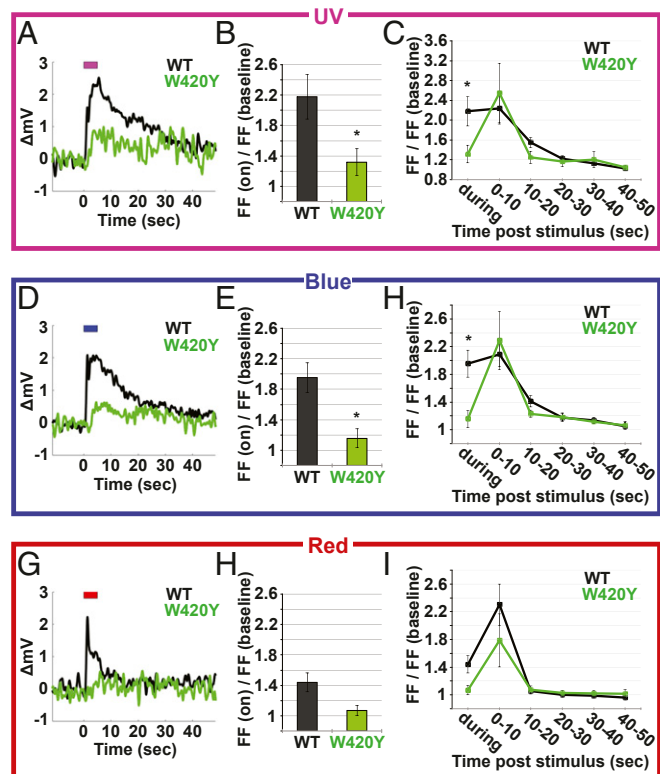 UV
A
WT
W420Y
ΔmV
3
2
1
0
-1
0 10 20 30 40
Time (sec)
B
FF (on) / FF (baseline)
2.6
2.2
1.8
1.4
1
*
WT W420Y
C
WT
W420Y
FF / FF (baseline)
3.6
3.2
2.8
2.4
2.0
1.6
1.2
0.8
*
during 0-10 10-20 20-30 30-40 40-50
Time post stimulus (sec)
Blue
D
WT
W420Y
ΔmV
3
2
1
0
-1
0 10 20 30 40
Time (sec)
E
FF (on) / FF (baseline)
2.6
2.2
1.8
1.4
1
*
WT W420Y
H
WT
W420Y
FF / FF (baseline)
2.6
2.2
1.8
1.4
1
*
during 0-10 10-20 20-30 30-40 40-50
Time post stimulus (sec)
Red
G
WT
W420Y
ΔmV
3
2
1
0
-1
0 10 20 30 40
Time (sec)
H
FF (on) / FF (baseline)
2.6
2.2
1.8
1.4
1
WT W420Y
I
WT
W420Y
FF / FF (baseline)
2.6
2.2
1.8
1.4
1
during 0-10 10-20 20-30 30-40 40-50
Time post stimulus (sec)